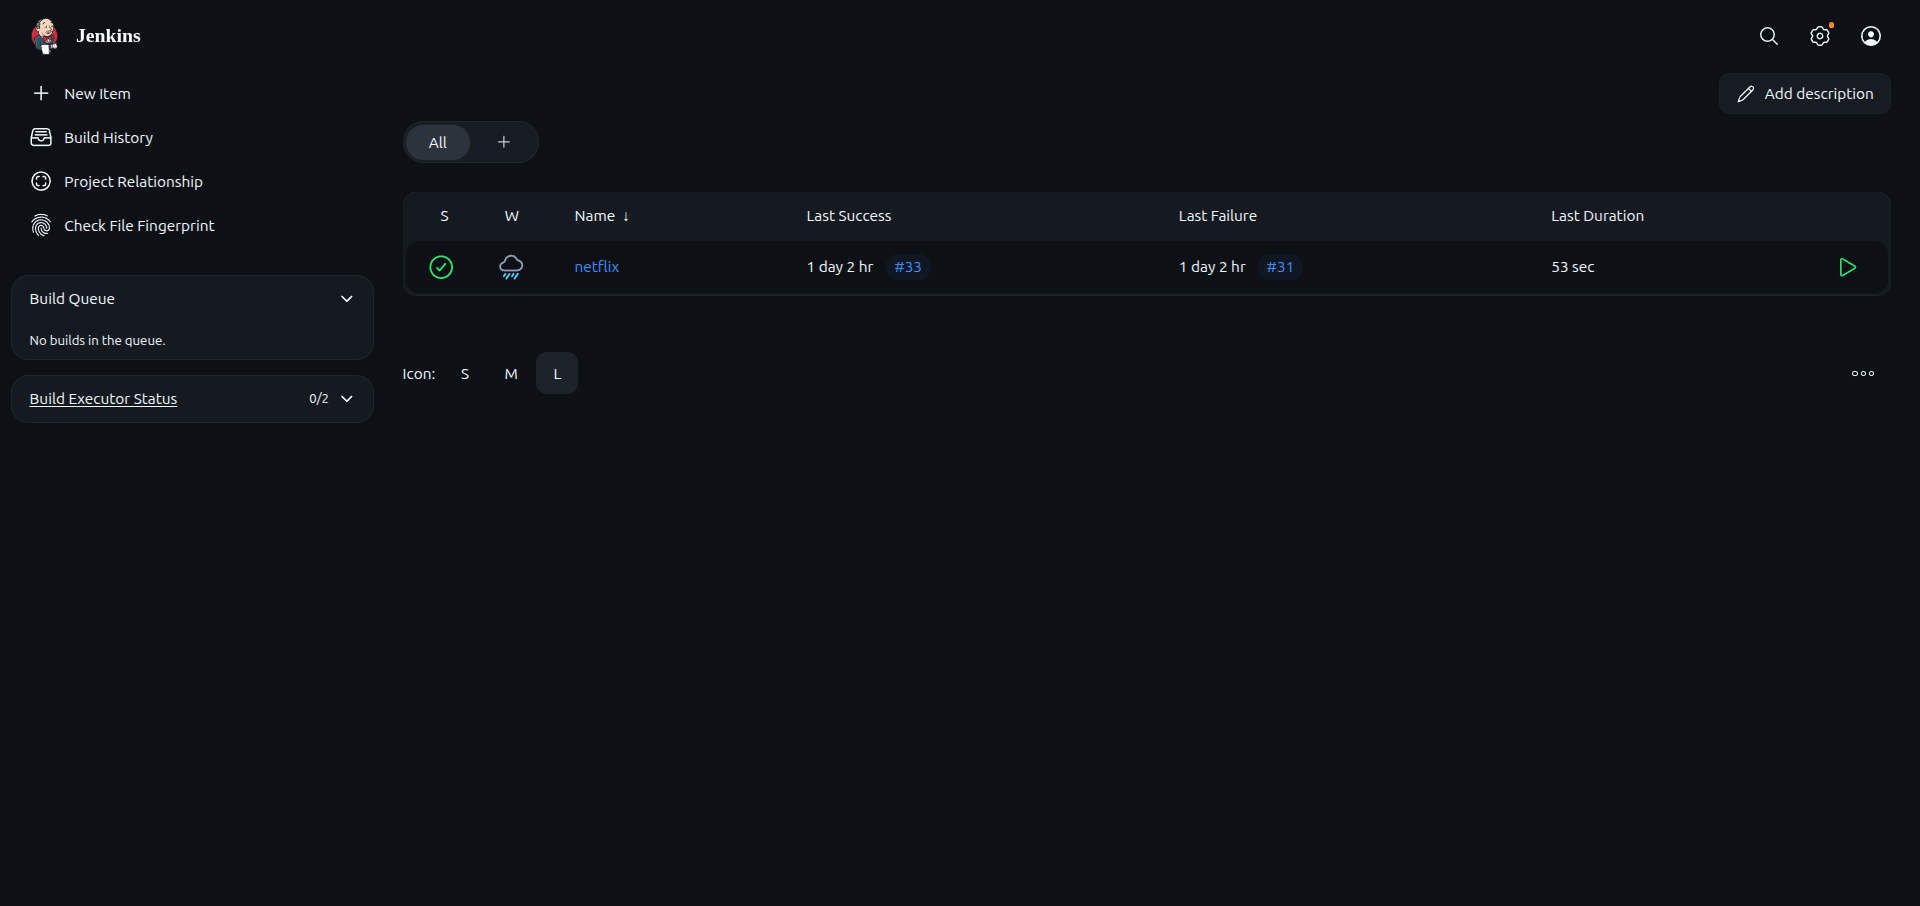 Jenkins
New Item
Build History
Project Relationship
Check File Fingerprint
Build Queue
No builds in the queue.
Build Executor Status 0/2
Add description
All
S W Name ↓ Last Success Last Failure Last Duration
netflix 1 day 2 hr #33 1 day 2 hr #31 53 sec
Icon: S M L